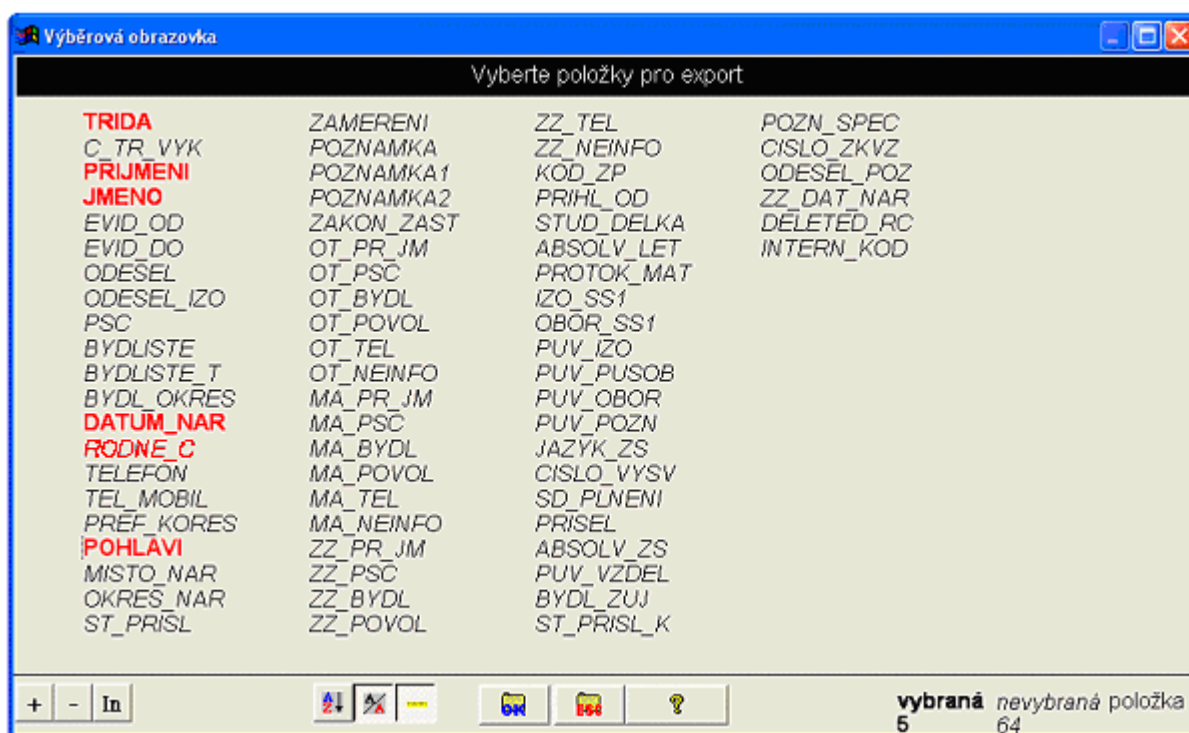 Výběrová obrazovka
Vyberte položky pro export
TRIDA ZAMERENI ZZ_TEL POZN_SPEC
C_TR_VYK POZNAMKA ZZ_NEINFO CISLO_ZKVZ
PRIJMENI POZNAMKA1 KOD_ZP ODESEL_POZ
JMENO POZNAMKA2 PRIHL_OD ZZ_DAT_NAR
EVID_OD ZAKON_ZAST STUD_DELKA DELETED_RC
EVID_DO OT_PR_JM ABSOLV_LET INTERN_KOD
ODESEL OT_PSC PROTOK_MAT
ODESEL_IZO OT_BYDL IZO_SS1
PSC OT_POVOL OBOR_SS1
BYDLISTE OT_TEL PUV_IZO
BYDLISTE_T OT_NEINFO PUV_PUSOB
BYDL_OKRES MA_PR_JM PUV_OBOR
DATUM_NAR MA_PSC PUV_POZN
RODNE_C MA_BYDL JAZYK_ZS
TELEFON MA_POVOL CISLO_VYSV
TEL_MOBIL MA_TEL SD_PLNENI
PREF_KORES MA_NEINFO PRISEL
POHLAVI ZZ_PR_JM ABSOLV_ZS
MISTO_NAR ZZ_PSC PUV_VZDEL
OKRES_NAR ZZ_BYDL BYDL_ZUJ
ST_PRISL ZZ_POVOL ST_PRISL_K
+ - In A Z A/A OK ESC ? vybraná nevybraná položka
5 64